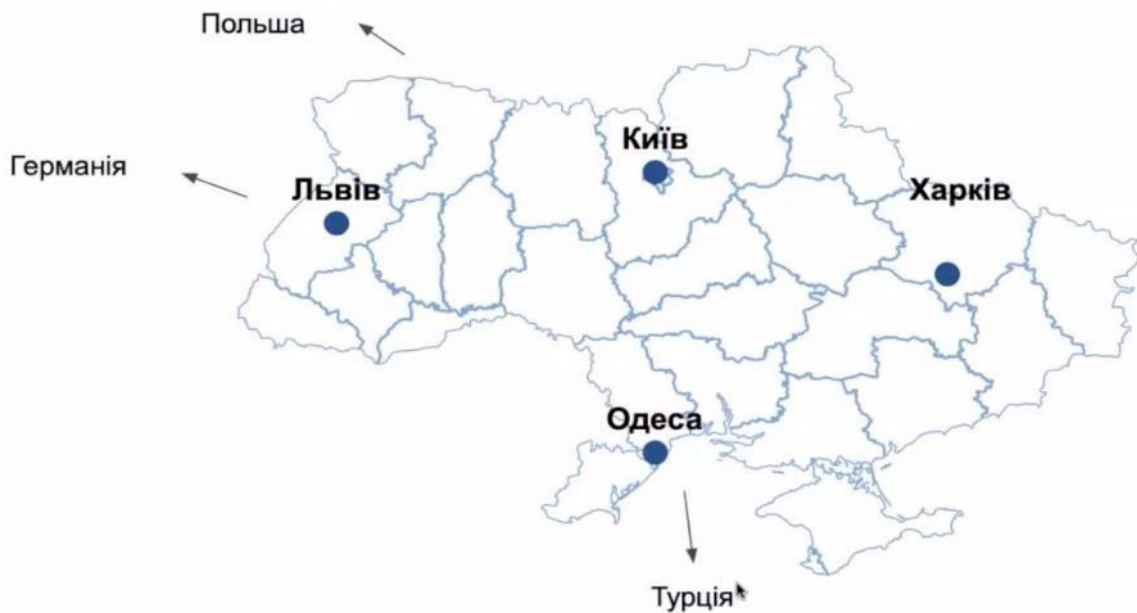 Польша
Київ
Германія
Львів
Харків
Одеса
Турція